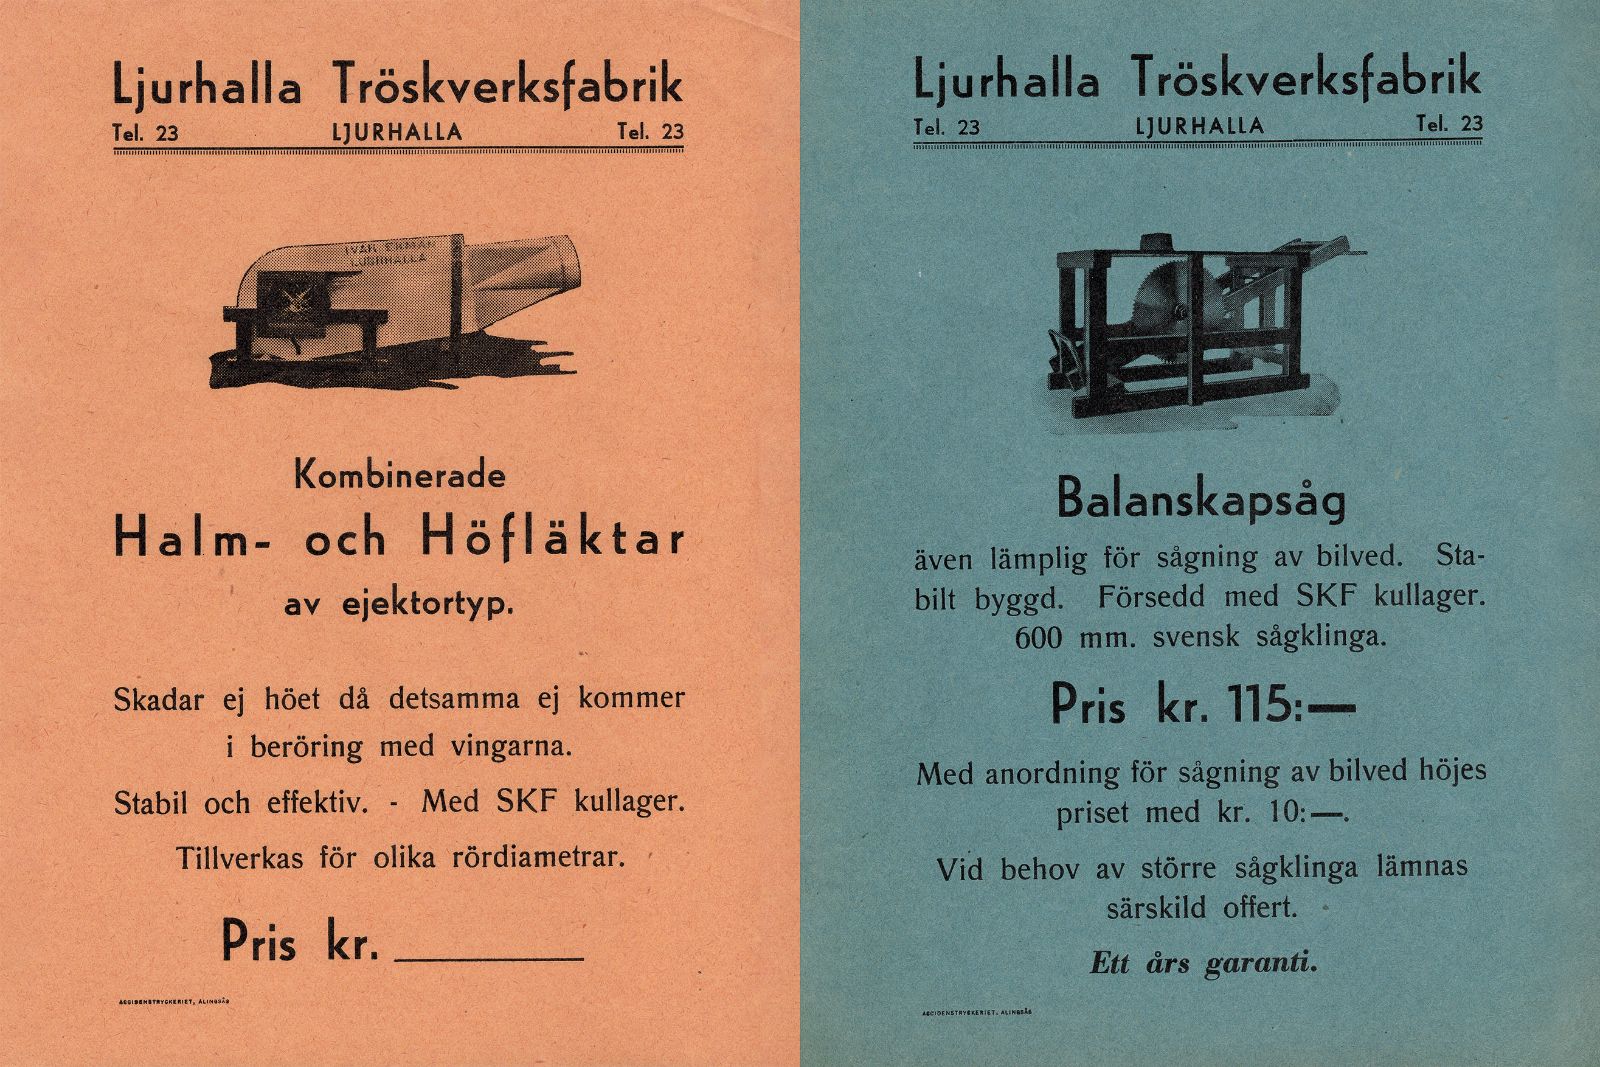 Ljurhalla Tröskverksfabrik
Tel. 23 LJURHALLA Tel. 23
IVAR EKMAN
LJURHALLA
Kombinerade
Halm- och Höfläktar
av ejektortyp.
Skadar ej höet då detsamma ej kommer
i beröring med vingarna.
Stabil och effektiv. - Med SKF kullager.
Tillverkas för olika rördiametrar.
Pris kr.
ACCIDENSTRYCKERIET, ALINGSÅS
Ljurhalla Tröskverksfabrik
Tel. 23 LJURHALLA Tel. 23
Balanskapsåg
även lämplig för sågning av bilved. Sta-
bilt byggd. Försedd med SKF kullager.
600 mm. svensk sågklinga.
Pris kr. 115:—
Med anordning för sågning av bilved höjes
priset med kr. 10:—.
Vid behov av större sågklinga lämnas
särskild offert.
Ett års garanti.
ACCIDENSTRYCKERIET, ALINGSÅS